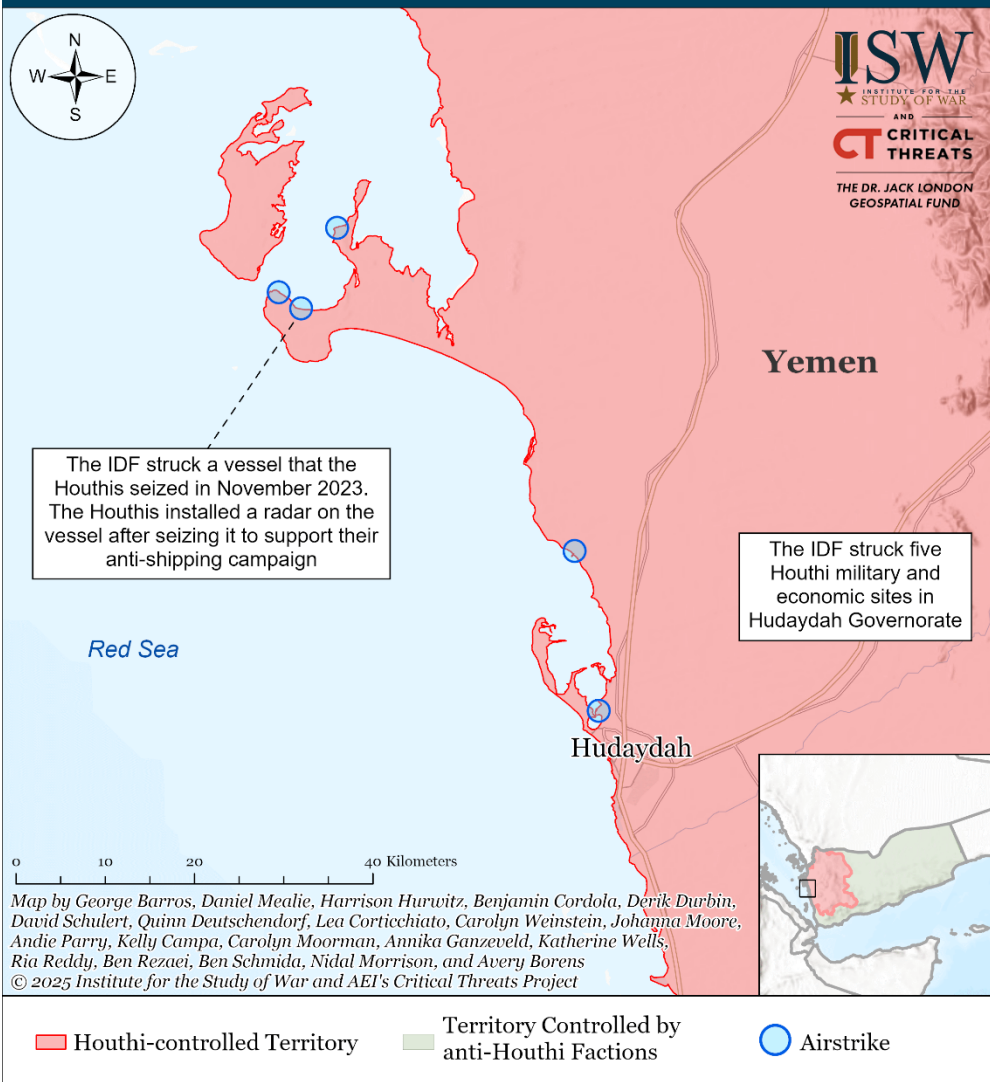 N
W
E
S
ISW
INSTITUTE FOR THE
STUDY OF WAR
AND
CT CRITICAL
THREATS
THE DR. JACK LONDON
GEOSPATIAL FUND
Yemen
The IDF struck a vessel that the
Houthis seized in November 2023.
The Houthis installed a radar on the
vessel after seizing it to support their
anti-shipping campaign
The IDF struck five
Houthi military and
economic sites in
Hudaydah Governorate
Red Sea
Hudaydah
0 10 20 40 Kilometers
Map by George Barros, Daniel Mealie, Harrison Hurwitz, Benjamin Cordola, Derik Durbin,
David Schulert, Quinn Deutschendorf, Lea Corticchiato, Carolyn Weinstein, Johanna Moore,
Andie Parry, Kelly Campa, Carolyn Moorman, Annika Ganzeveld, Katherine Wells,
Ria Reddy, Ben Rezaei, Ben Schmida, Nidal Morrison, and Avery Borens
© 2025 Institute for the Study of War and AEI's Critical Threats Project
Houthi-controlled Territory
Territory Controlled by
anti-Houthi Factions
Airstrike